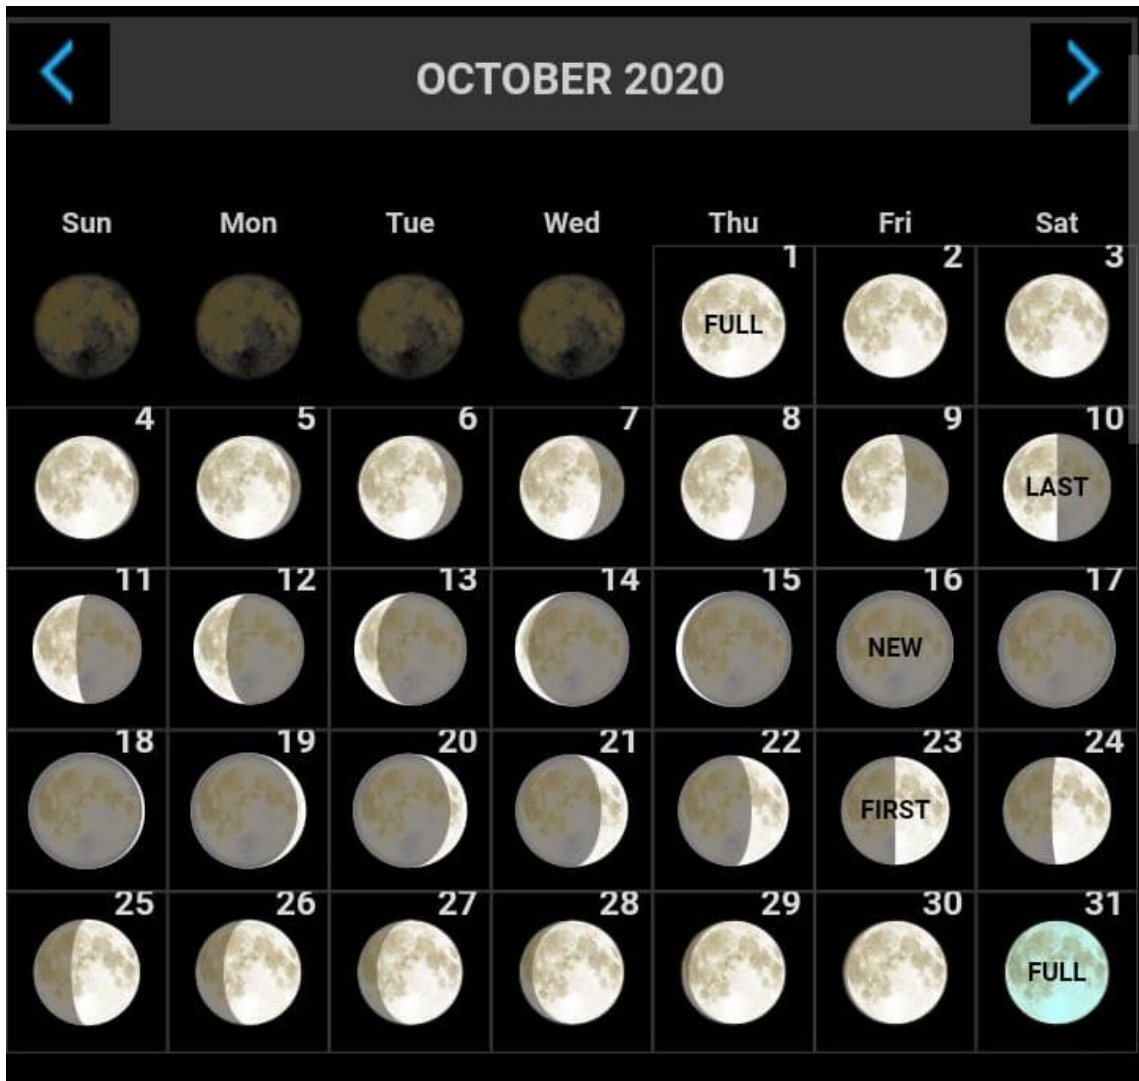 OCTOBER 2020
Sun Mon Tue Wed Thu Fri Sat
1 2 3
FULL
4 5 6 7 8 9 10
LAST
11 12 13 14 15 16 17
NEW
18 19 20 21 22 23 24
FIRST
25 26 27 28 29 30 31
FULL